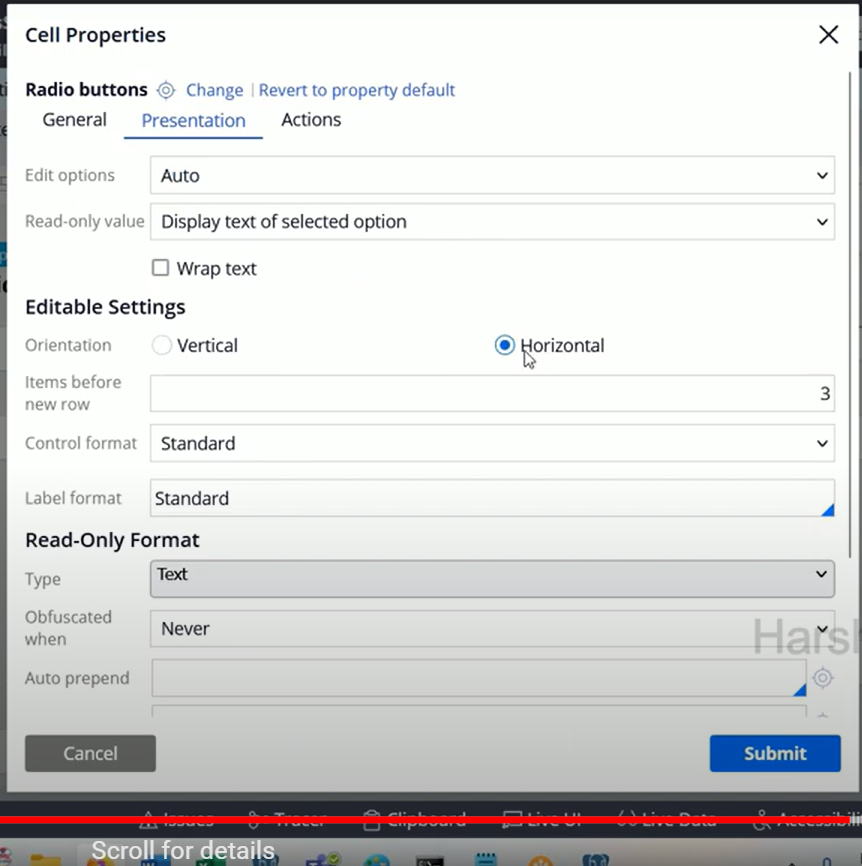 Cell Properties
Radio buttons Change | Revert to property default
General Presentation Actions
Edit options Auto
Read-only value Display text of selected option
Wrap text
Editable Settings
Orientation Vertical Horizontal
Items before
new row 3
Control format Standard
Label format Standard
Read-Only Format
Type Text
Obfuscated
when Never
Harsh
Auto prepend
Cancel Submit
Issues Tracer Clipboard Live UI Live Data
Scroll for details